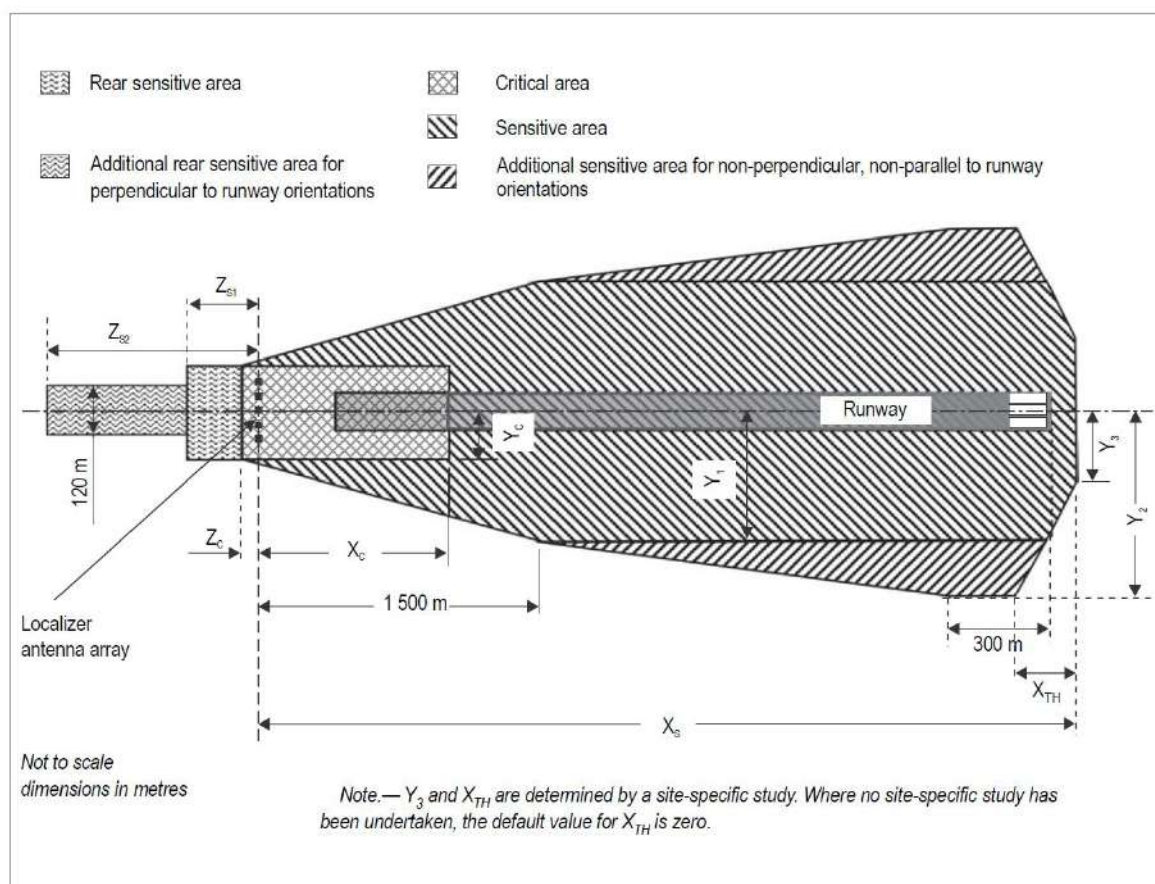 Rear sensitive area
Critical area
Sensitive area
Additional rear sensitive area for
perpendicular to runway orientations
Additional sensitive area for non-perpendicular, non-parallel to runway
orientations
Z_S1
Z_S2
Runway
120 m
Y_C
Y_1
Y_3
Y_2
Z_C
X_C
1 500 m
Localizer
antenna array
300 m
X_TH
X_S
Not to scale
dimensions in metres
Note.— Y_3 and X_TH are determined by a site-specific study. Where no site-specific study has
been undertaken, the default value for X_TH is zero.